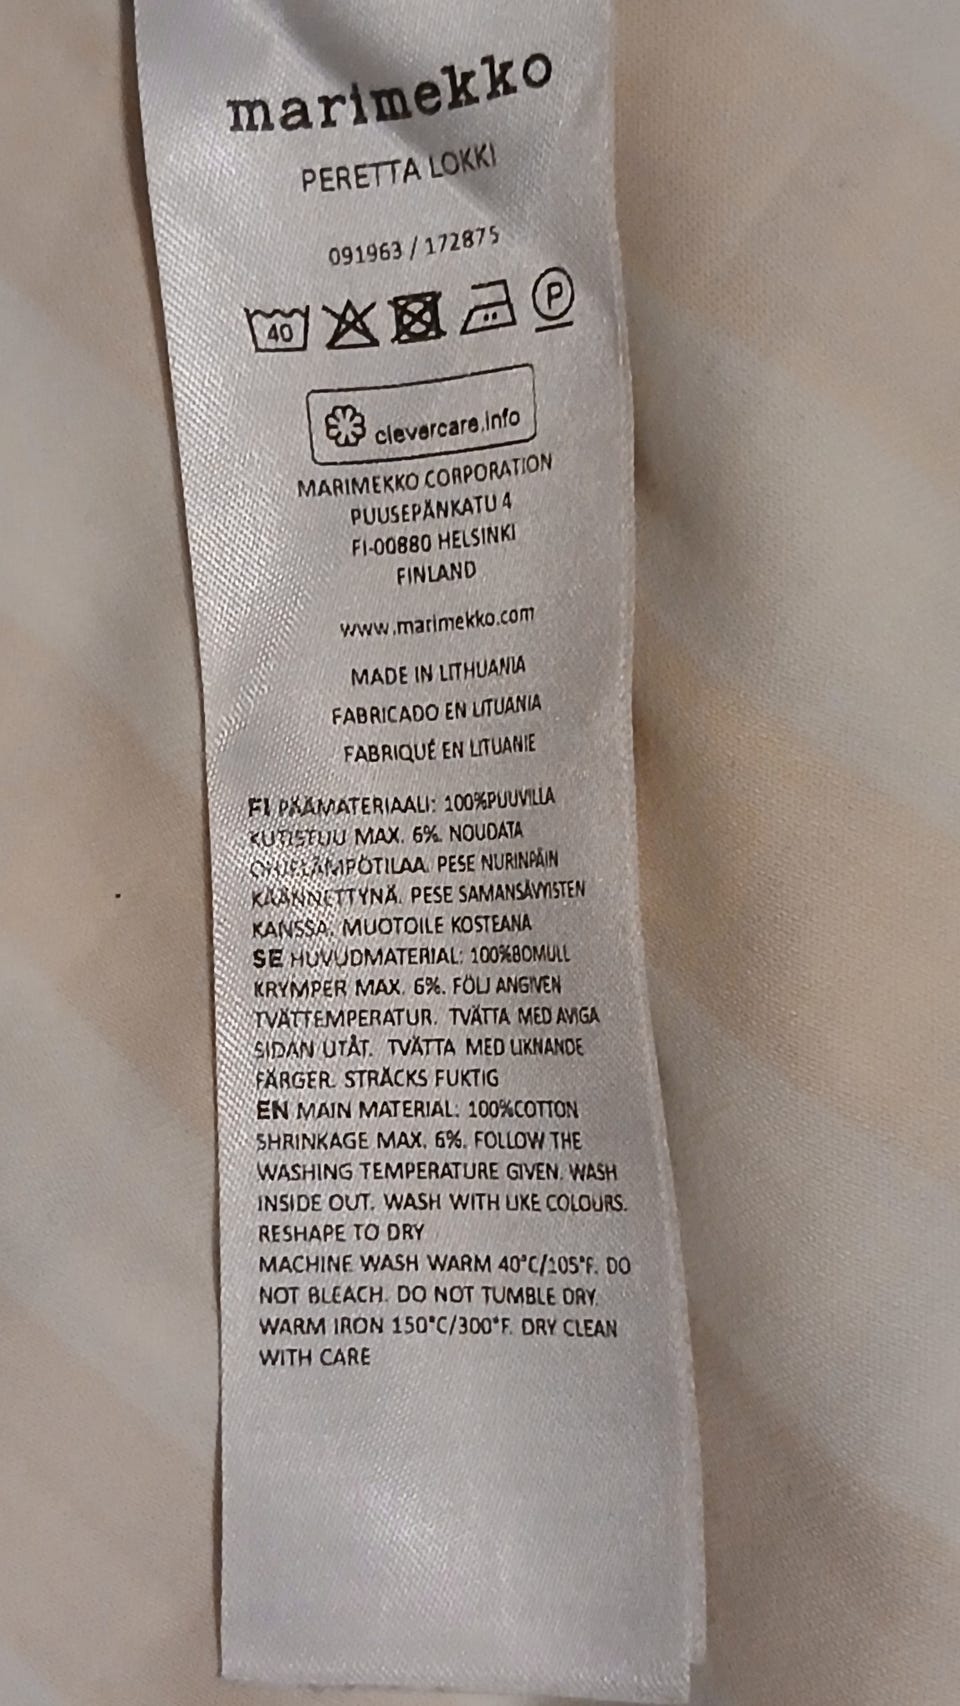 marimekko
PERETTA LOKKI
091963 / 172875
40 P
clevercare.info
MARIMEKKO CORPORATION
PUUSEPÄNKATU 4
FI-00880 HELSINKI
FINLAND
www.marimekko.com
MADE IN LITHUANIA
FABRICADO EN LITUANIA
FABRIQUÉ EN LITUANIE
FI PÄÄMATERIAALI: 100%PUUVILLA
KUTISTUU MAX. 6%. NOUDATA
OHJELÄMPÖTILAA. PESE NURINPÄIN
KÄÄNNETTYNÄ. PESE SAMANSÄVYISTEN
KANSSA. MUOTOILE KOSTEANA
SE HUVUDMATERIAL: 100%BOMULL
KRYMPER MAX. 6%. FÖLJ ANGIVEN
TVÄTTEMPERATUR. TVÄTTA MED AVIGA
SIDAN UTÅT. TVÄTTA MED LIKNANDE
FÄRGER. STRÄCKS FUKTIG
EN MAIN MATERIAL: 100%COTTON
SHRINKAGE MAX. 6%. FOLLOW THE
WASHING TEMPERATURE GIVEN. WASH
INSIDE OUT. WASH WITH LIKE COLOURS.
RESHAPE TO DRY
MACHINE WASH WARM 40°C/105°F. DO
NOT BLEACH. DO NOT TUMBLE DRY.
WARM IRON 150°C/300°F. DRY CLEAN
WITH CARE